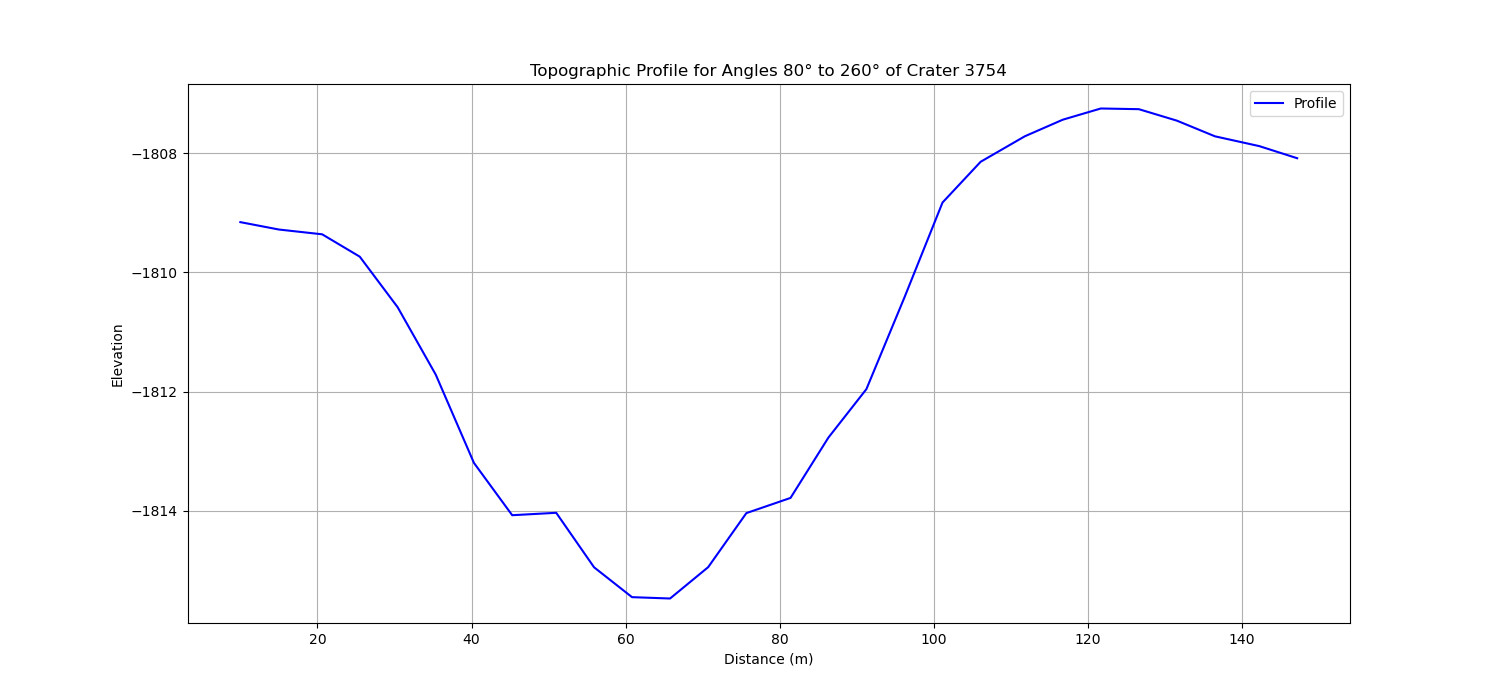 Topographic Profile for Angles 80° to 260° of Crater 3754
Profile
−1808
−1810
−1812
−1814
Elevation
20 40 60 80 100 120 140
Distance (m)